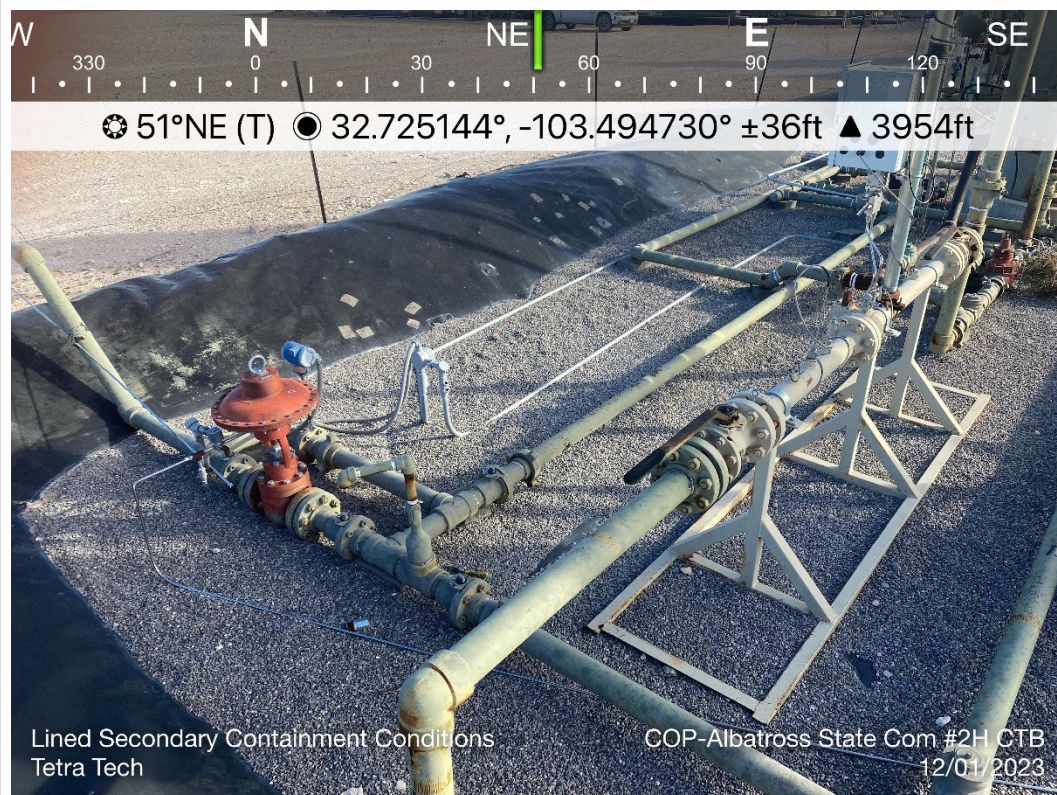 W N NE E SE
330 0 30 60 90 120
51°NE (T) 32.725144°, -103.494730° ±36ft ▲ 3954ft
Lined Secondary Containment Conditions
Tetra Tech
COP-Albatross State Com #2H CTB
12/01/2023